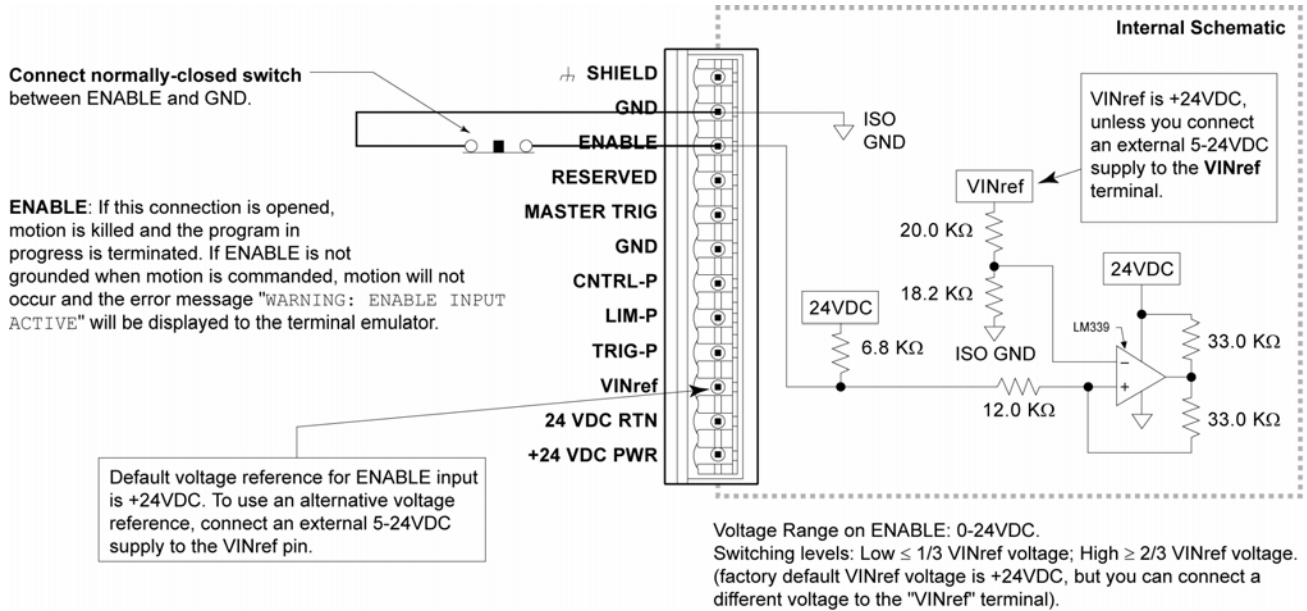 Internal Schematic
Connect normally-closed switch
between ENABLE and GND.
SHIELD
GND
ENABLE
RESERVED
MASTER TRIG
GND
CNTRL-P
LIM-P
TRIG-P
VINref
24 VDC RTN
+24 VDC PWR
ENABLE: If this connection is opened,
motion is killed and the program in
progress is terminated. If ENABLE is not
grounded when motion is commanded, motion will not
occur and the error message "WARNING: ENABLE INPUT
ACTIVE" will be displayed to the terminal emulator.
Default voltage reference for ENABLE input
is +24VDC. To use an alternative voltage
reference, connect an external 5-24VDC
supply to the VINref pin.
ISO
GND
VINref is +24VDC,
unless you connect
an external 5-24VDC
supply to the VINref
terminal.
VINref
20.0 KΩ
18.2 KΩ
ISO GND
24VDC
6.8 KΩ
12.0 KΩ
24VDC
LM339
−
+
33.0 KΩ
33.0 KΩ
Voltage Range on ENABLE: 0-24VDC.
Switching levels: Low ≤ 1/3 VINref voltage; High ≥ 2/3 VINref voltage.
(factory default VINref voltage is +24VDC, but you can connect a
different voltage to the "VINref" terminal).